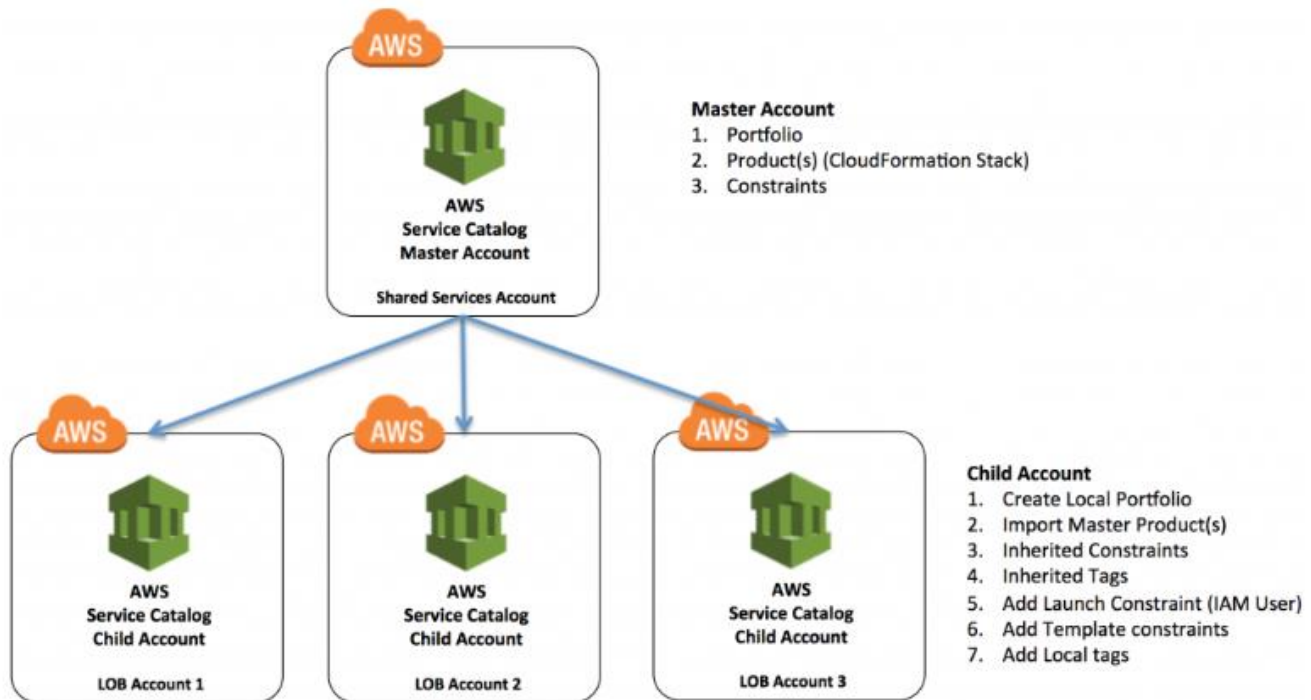 AWS
AWS
Service Catalog
Master Account
Shared Services Account
Master Account
1. Portfolio
2. Product(s) (CloudFormation Stack)
3. Constraints
AWS
AWS
Service Catalog
Child Account
LOB Account 1
AWS
AWS
Service Catalog
Child Account
LOB Account 2
AWS
AWS
Service Catalog
Child Account
LOB Account 3
Child Account
1. Create Local Portfolio
2. Import Master Product(s)
3. Inherited Constraints
4. Inherited Tags
5. Add Launch Constraint (IAM User)
6. Add Template constraints
7. Add Local tags